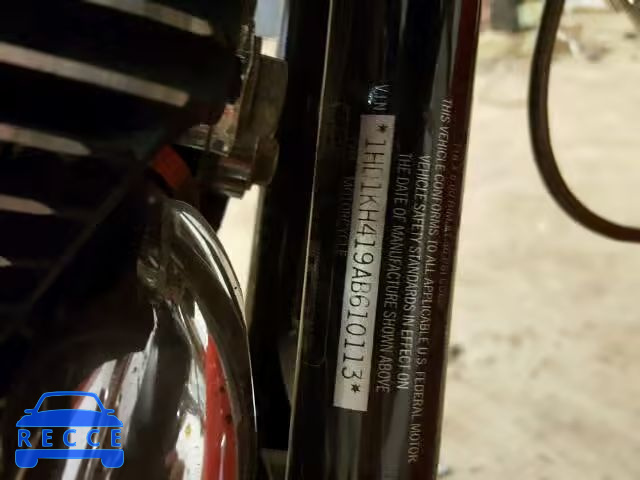 VIN
*1HD1KH419AB610113*
MOTORCYCLE
THIS VEHICLE CONFORMS TO ALL APPLICABLE U.S. FEDERAL MOTOR
VEHICLE SAFETY STANDARDS IN EFFECT ON
THE DATE OF MANUFACTURE SHOWN ABOVE
RECCE